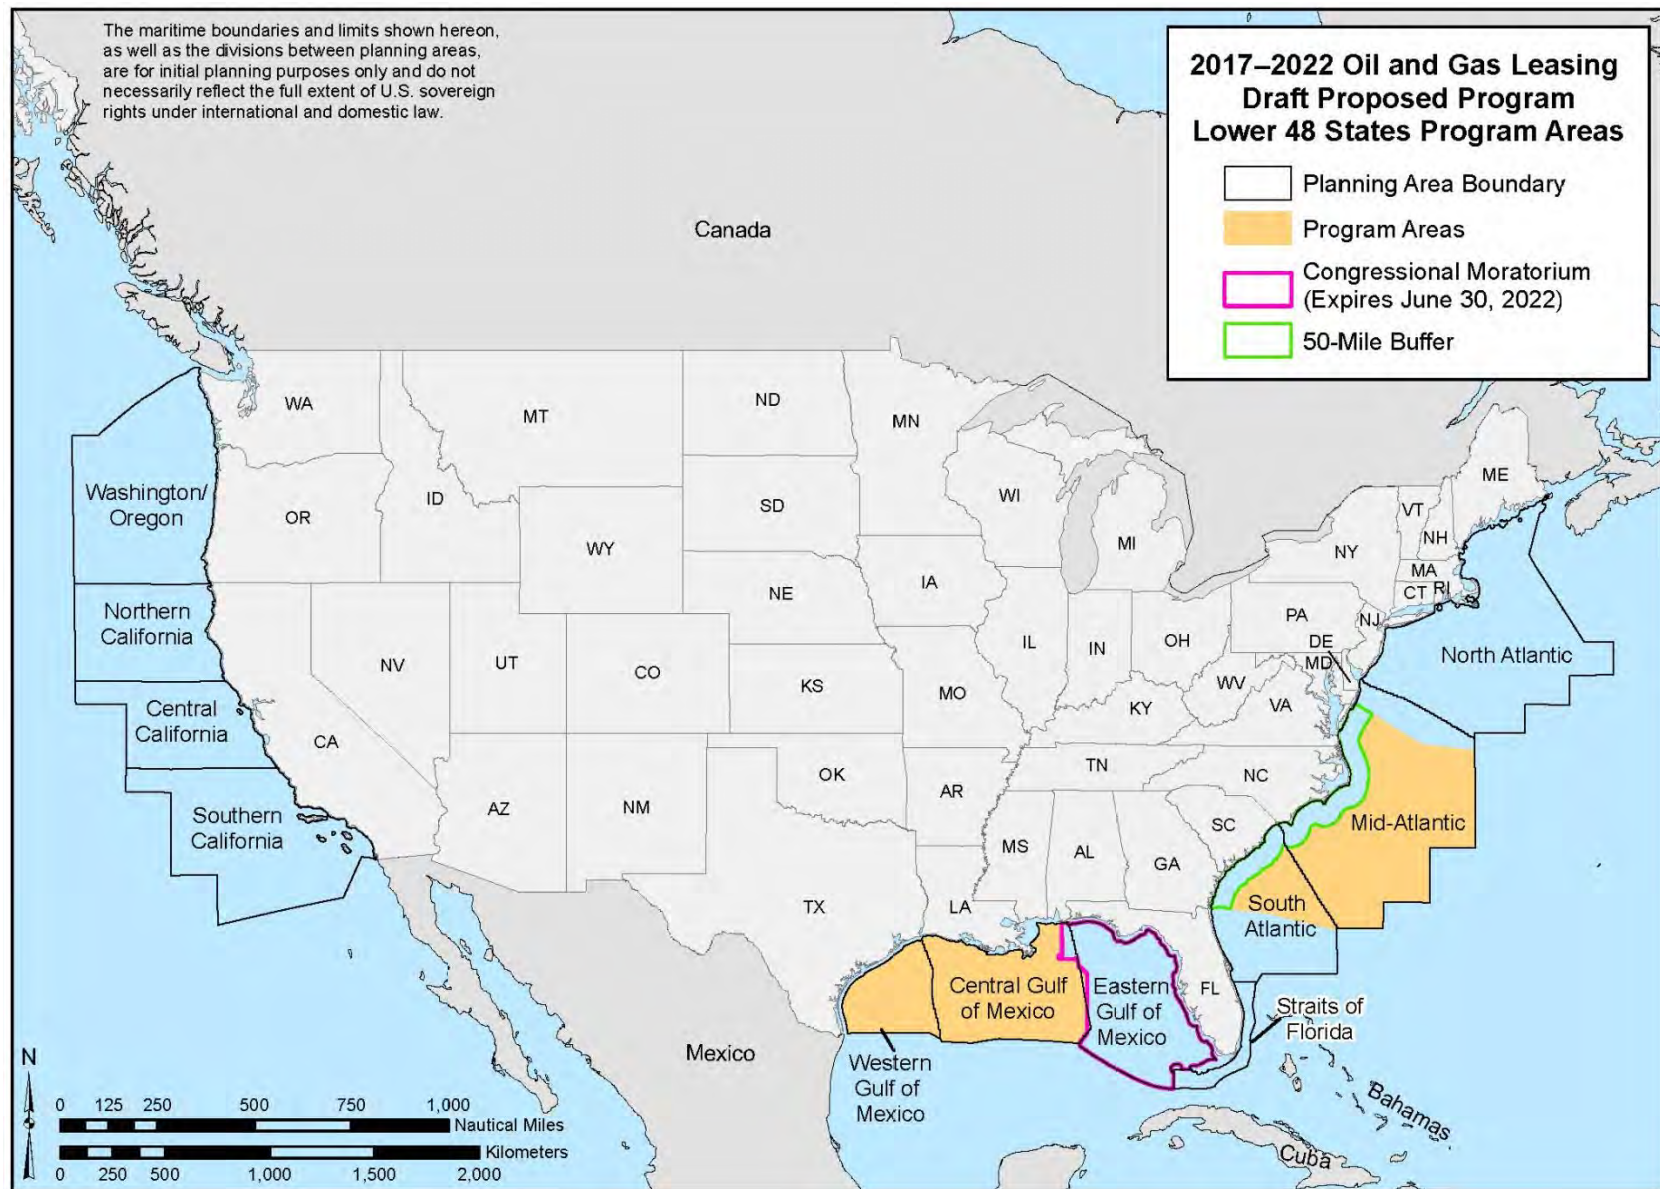 The maritime boundaries and limits shown hereon,
as well as the divisions between planning areas,
are for initial planning purposes only and do not
necessarily reflect the full extent of U.S. sovereign
rights under international and domestic law.
2017–2022 Oil and Gas Leasing
Draft Proposed Program
Lower 48 States Program Areas
Planning Area Boundary
Program Areas
Congressional Moratorium
(Expires June 30, 2022)
50-Mile Buffer
Canada
WA
MT
ND
MN
ME
Washington/
Oregon
OR
ID
SD
WI
VT
NH
WY
MI
NY
MA
CT
RI
IA
NE
Northern
California
PA
NJ
NV
UT
CO
IL
IN
OH
DE
MD
North Atlantic
KS
MO
WV
KY
VA
Central
California
CA
OK
TN
NC
AZ
NM
AR
Southern
California
SC
Mid-Atlantic
MS
AL
GA
TX
LA
South
Atlantic
Central Gulf
of Mexico
Eastern
Gulf of
Mexico
FL
Straits of
Florida
Mexico
Western
Gulf of
Mexico
Bahamas
Cuba
N
0 125 250 500 750 1,000
Nautical Miles
Kilometers
0 250 500 1,000 1,500 2,000